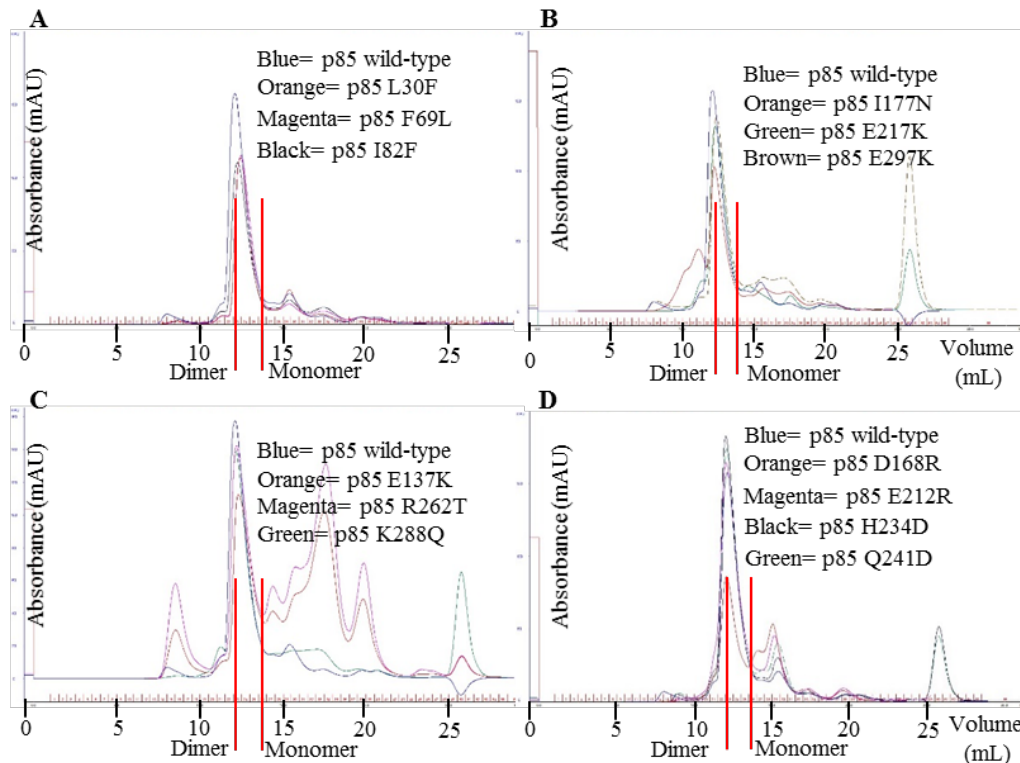 A
Absorbance (mAU)
Blue= p85 wild-type
Orange= p85 L30F
Magenta= p85 F69L
Black= p85 I82F
0 5 10 15 20 25
Dimer Monomer
B
Absorbance (mAU)
Blue= p85 wild-type
Orange= p85 I177N
Green= p85 E217K
Brown= p85 E297K
0 5 10 15 20 25 Volume
Dimer Monomer (mL)
C
Absorbance (mAU)
Blue= p85 wild-type
Orange= p85 E137K
Magenta= p85 R262T
Green= p85 K288Q
0 5 10 15 20 25
Dimer Monomer
D
Absorbance (mAU)
Blue= p85 wild-type
Orange= p85 D168R
Magenta= p85 E212R
Black= p85 H234D
Green= p85 Q241D
0 5 10 15 20 25 Volume
Dimer Monomer (mL)